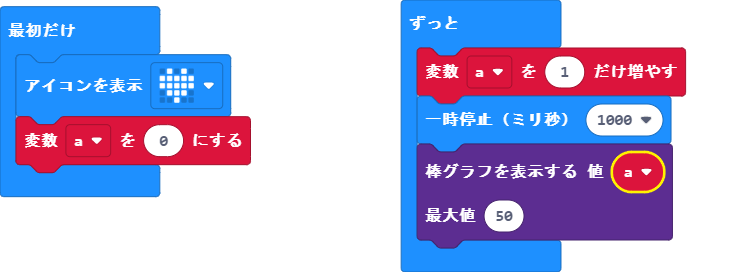 最初だけ
アイコンを表示
変数 a を 0 にする
ずっと
変数 a を 1 だけ増やす
一時停止（ミリ秒） 1000
棒グラフを表示する 値 a
最大値 50